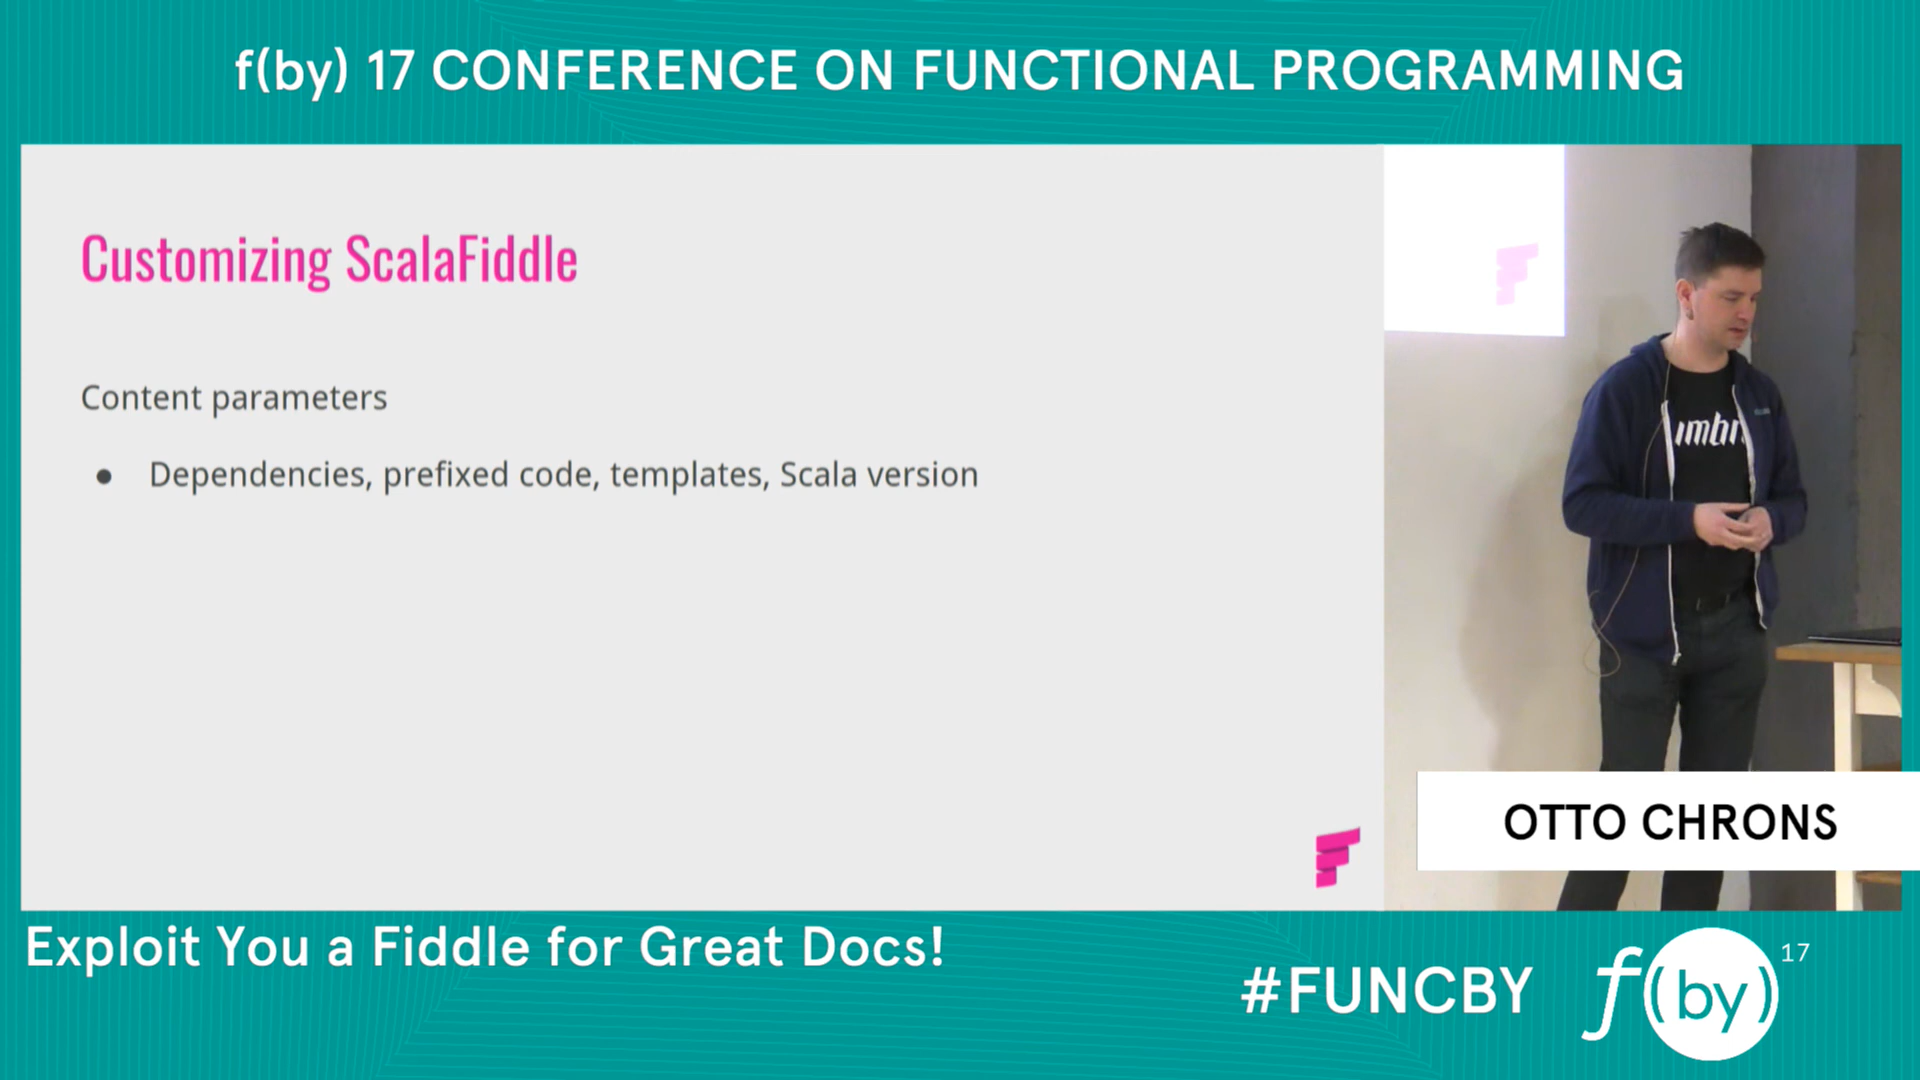 f(by) 17 CONFERENCE ON FUNCTIONAL PROGRAMMING
Customizing ScalaFiddle
Content parameters
● Dependencies, prefixed code, templates, Scala version
OTTO CHRONS
Exploit You a Fiddle for Great Docs!
#FUNCBY
f(by) 17